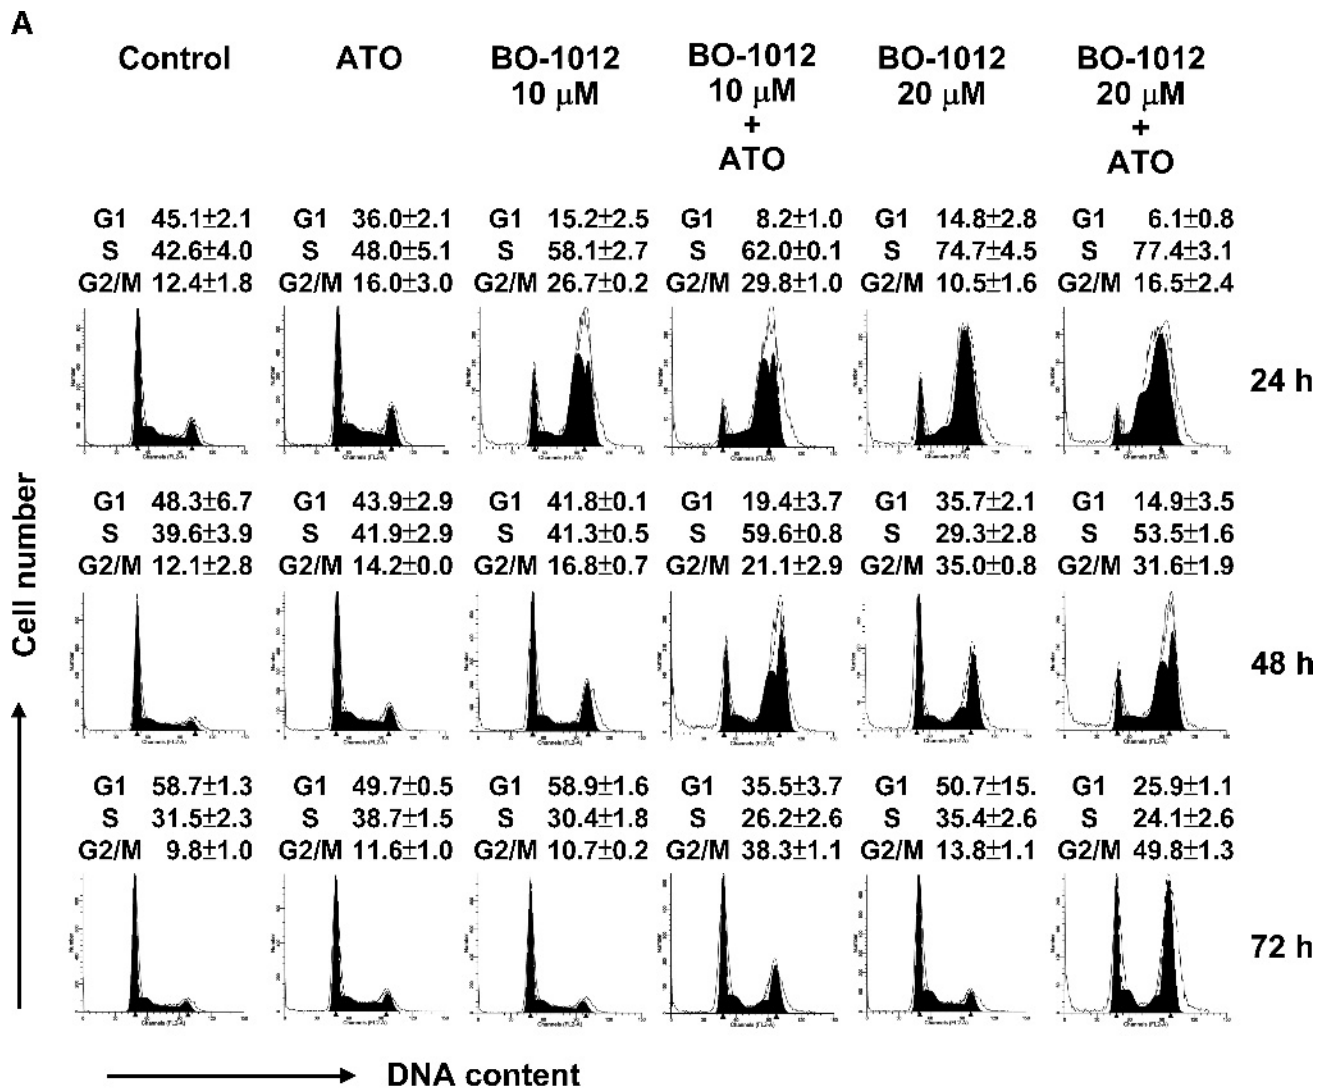 A
Control ATO BO-1012 BO-1012 BO-1012 BO-1012
10 μM 10 μM 20 μM 20 μM
+ +
ATO ATO
G1 45.1±2.1 G1 36.0±2.1 G1 15.2±2.5 G1 8.2±1.0 G1 14.8±2.8 G1 6.1±0.8
S 42.6±4.0 S 48.0±5.1 S 58.1±2.7 S 62.0±0.1 S 74.7±4.5 S 77.4±3.1
G2/M 12.4±1.8 G2/M 16.0±3.0 G2/M 26.7±0.2 G2/M 29.8±1.0 G2/M 10.5±1.6 G2/M 16.5±2.4
24 h
G1 48.3±6.7 G1 43.9±2.9 G1 41.8±0.1 G1 19.4±3.7 G1 35.7±2.1 G1 14.9±3.5
S 39.6±3.9 S 41.9±2.9 S 41.3±0.5 S 59.6±0.8 S 29.3±2.8 S 53.5±1.6
G2/M 12.1±2.8 G2/M 14.2±0.0 G2/M 16.8±0.7 G2/M 21.1±2.9 G2/M 35.0±0.8 G2/M 31.6±1.9
48 h
G1 58.7±1.3 G1 49.7±0.5 G1 58.9±1.6 G1 35.5±3.7 G1 50.7±15. G1 25.9±1.1
S 31.5±2.3 S 38.7±1.5 S 30.4±1.8 S 26.2±2.6 S 35.4±2.6 S 24.1±2.6
G2/M 9.8±1.0 G2/M 11.6±1.0 G2/M 10.7±0.2 G2/M 38.3±1.1 G2/M 13.8±1.1 G2/M 49.8±1.3
72 h
Cell number
DNA content